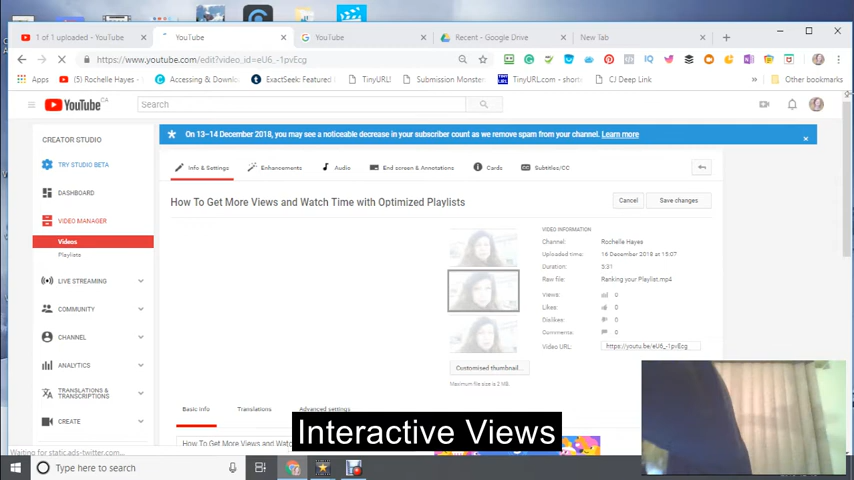 1 of 1 uploaded - YouTube
YouTube
YouTube
Recent - Google Drive
New Tab
https://www.youtube.com/edit?video_id=eU6_-1pvEcg
Apps
Rochelle Hayes
Accessing & Downlo
ExactSeek: Featured
TinyURL!
Submission Monster
TinyURL.com - short
CJ Deep Link
Other bookmarks
YouTube CA
Search
CREATOR STUDIO
On 13–14 December 2018, you may see a noticeable decrease in your subscriber count as we remove spam from your channel. Learn more
TRY STUDIO BETA
Info & Settings
Enhancements
Audio
End screen & Annotations
Cards
Subtitles/CC
DASHBOARD
How To Get More Views and Watch Time with Optimized Playlists
Cancel
Save changes
VIDEO MANAGER
Videos
Playlists
LIVE STREAMING
COMMUNITY
CHANNEL
ANALYTICS
TRANSLATIONS &
TRANSCRIPTIONS
CREATE
VIDEO INFORMATION
Channel: Rochelle Hayes
Uploaded time: 16 December 2018 at 15:07
Duration: 5:31
Raw file: Ranking your Playlist.mp4
Views: 0
Likes: 0
Dislikes: 0
Comments: 0
Video URL: https://youtu.be/eU6_-1pvEcg
Customised thumbnail...
Maximum file size is 2 MB.
Basic info
Translations
Advanced settings
How To Get More Views and Watch
Interactive Views
Waiting for static.ads-twitter.com...
Type here to search